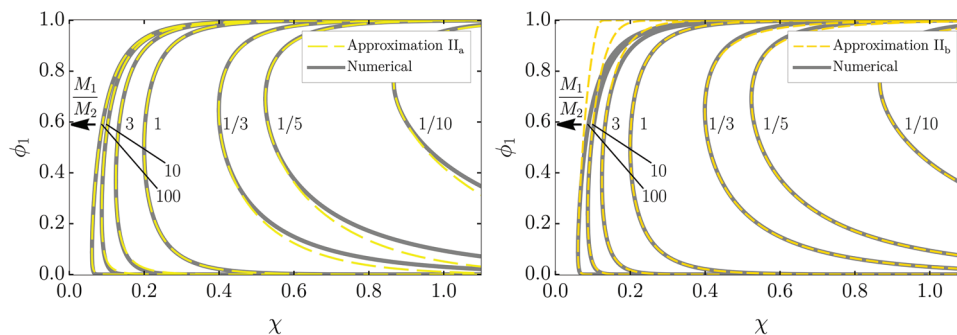 1.0
0.8
0.6
0.4
0.2
0.0
ϕ₁
0.0 0.2 0.4 0.6 0.8 1.0
χ
Approximation IIₐ
Numerical
M₁
M₂
3 1 1/3 1/5 1/10
10
100
1.0
0.8
0.6
0.4
0.2
0.0
ϕ₁
0.0 0.2 0.4 0.6 0.8 1.0
χ
Approximation II_b
Numerical
M₁
M₂
3 1 1/3 1/5 1/10
10
100